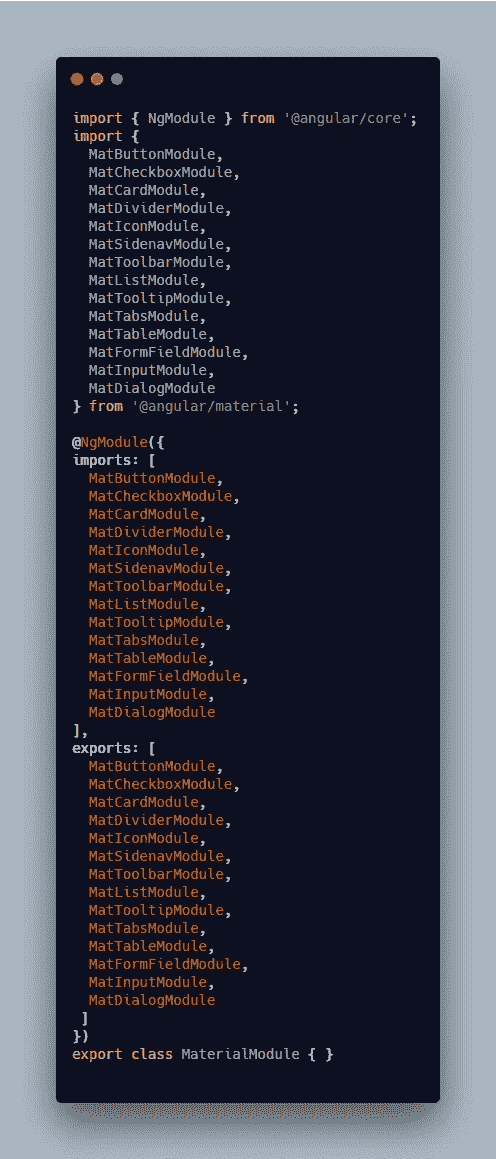 import { NgModule } from '@angular/core';
import {
  MatButtonModule,
  MatCheckboxModule,
  MatCardModule,
  MatDividerModule,
  MatIconModule,
  MatSidenavModule,
  MatToolbarModule,
  MatListModule,
  MatTooltipModule,
  MatTabsModule,
  MatTableModule,
  MatFormFieldModule,
  MatInputModule,
  MatDialogModule
} from '@angular/material';

@NgModule({
imports: [
  MatButtonModule,
  MatCheckboxModule,
  MatCardModule,
  MatDividerModule,
  MatIconModule,
  MatSidenavModule,
  MatToolbarModule,
  MatListModule,
  MatTooltipModule,
  MatTabsModule,
  MatTableModule,
  MatFormFieldModule,
  MatInputModule,
  MatDialogModule
],
exports: [
  MatButtonModule,
  MatCheckboxModule,
  MatCardModule,
  MatDividerModule,
  MatIconModule,
  MatSidenavModule,
  MatToolbarModule,
  MatListModule,
  MatTooltipModule,
  MatTabsModule,
  MatTableModule,
  MatFormFieldModule,
  MatInputModule,
  MatDialogModule
 ]
})
export class MaterialModule { }